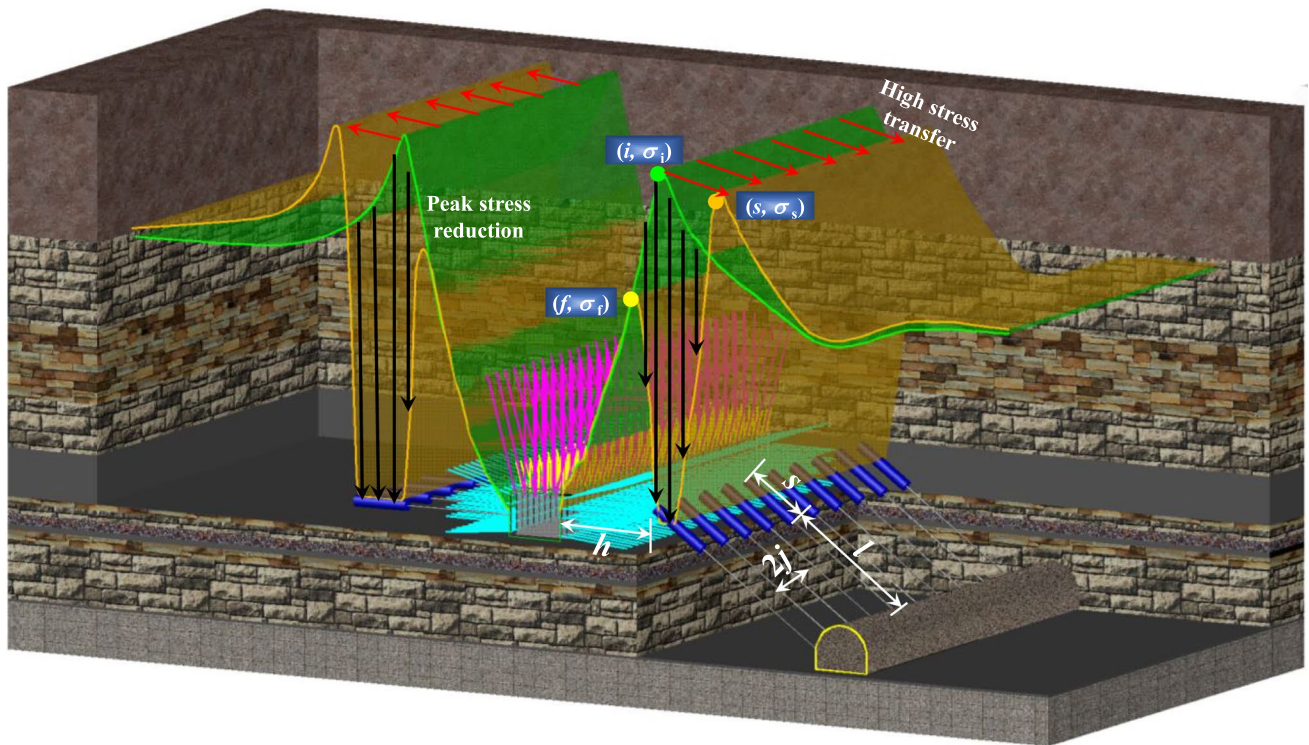 High stress
transfer
(i, σi)
(s, σs)
Peak stress
reduction
(f, σf)
s
h
l
2j